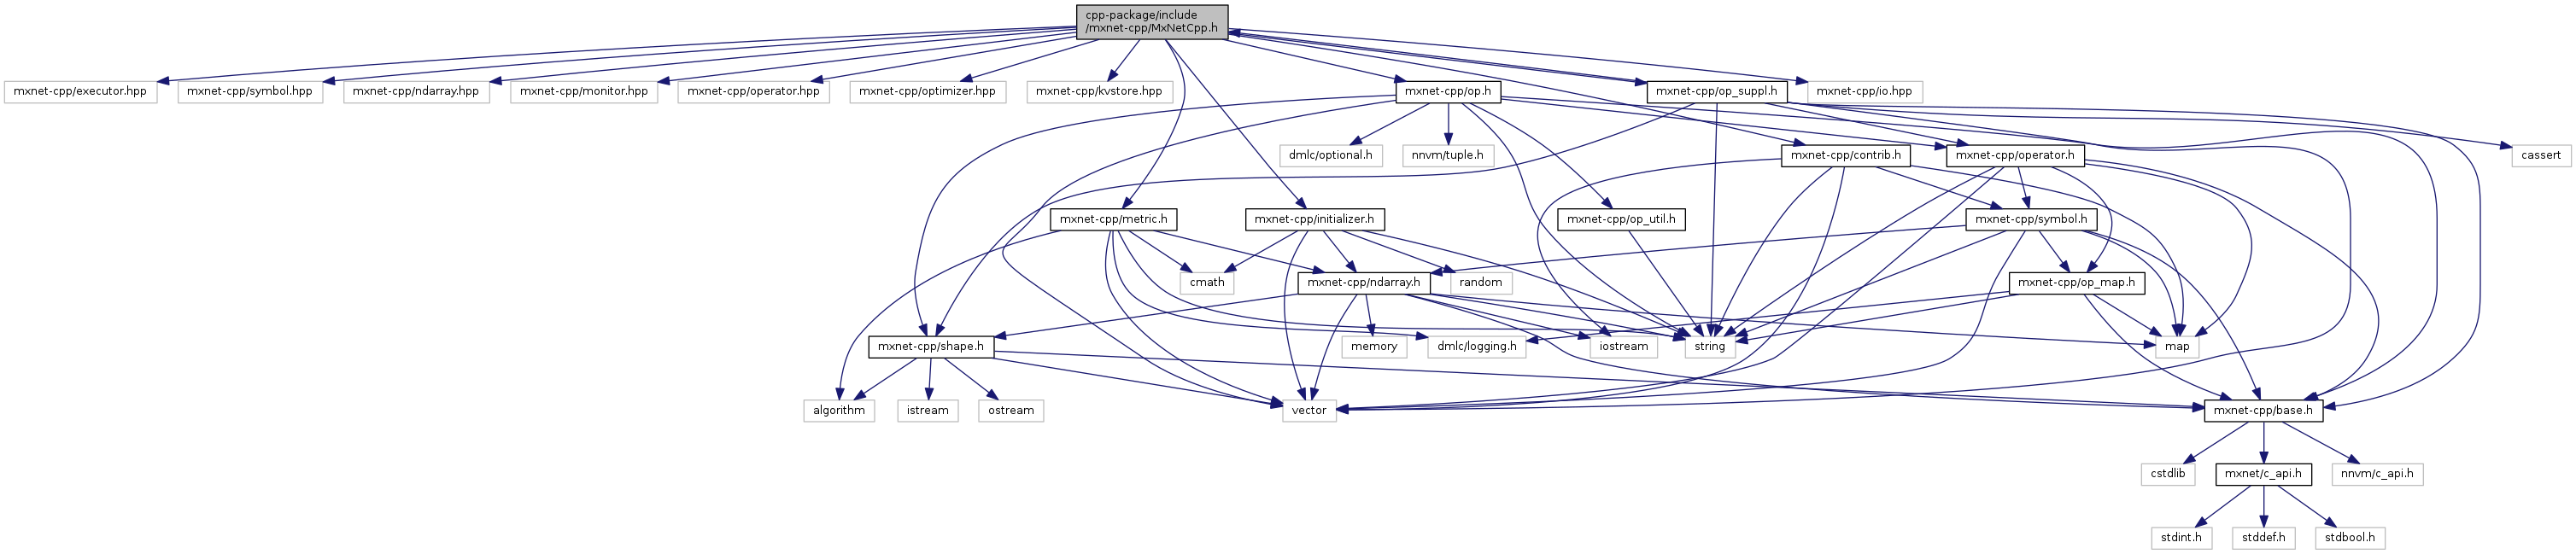 cpp-package/include
/mxnet-cpp/MxNetCpp.h
mxnet-cpp/executor.hpp
mxnet-cpp/symbol.hpp
mxnet-cpp/ndarray.hpp
mxnet-cpp/monitor.hpp
mxnet-cpp/operator.hpp
mxnet-cpp/optimizer.hpp
mxnet-cpp/kvstore.hpp
mxnet-cpp/op.h
mxnet-cpp/op_suppl.h
mxnet-cpp/io.hpp
dmlc/optional.h
nnvm/tuple.h
mxnet-cpp/contrib.h
mxnet-cpp/operator.h
cassert
mxnet-cpp/metric.h
mxnet-cpp/initializer.h
mxnet-cpp/op_util.h
mxnet-cpp/symbol.h
cmath
mxnet-cpp/ndarray.h
random
mxnet-cpp/op_map.h
mxnet-cpp/shape.h
memory
dmlc/logging.h
iostream
string
map
algorithm
istream
ostream
vector
mxnet-cpp/base.h
cstdlib
mxnet/c_api.h
nnvm/c_api.h
stdint.h
stddef.h
stdbool.h